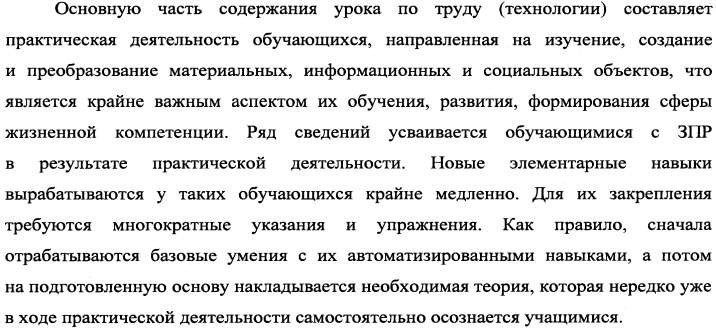 Основную часть содержания урока по труду (технологии) составляет
практическая деятельность обучающихся, направленная на изучение, создание
и преобразование материальных, информационных и социальных объектов, что
является крайне важным аспектом их обучения, развития, формирования сферы
жизненной компетенции. Ряд сведений усваивается обучающимися с ЗПР
в результате практической деятельности. Новые элементарные навыки
вырабатываются у таких обучающихся крайне медленно. Для их закрепления
требуются многократные указания и упражнения. Как правило, сначала
отрабатываются базовые умения с их автоматизированными навыками, а потом
на подготовленную основу накладывается необходимая теория, которая нередко уже
в ходе практической деятельности самостоятельно осознается учащимися.